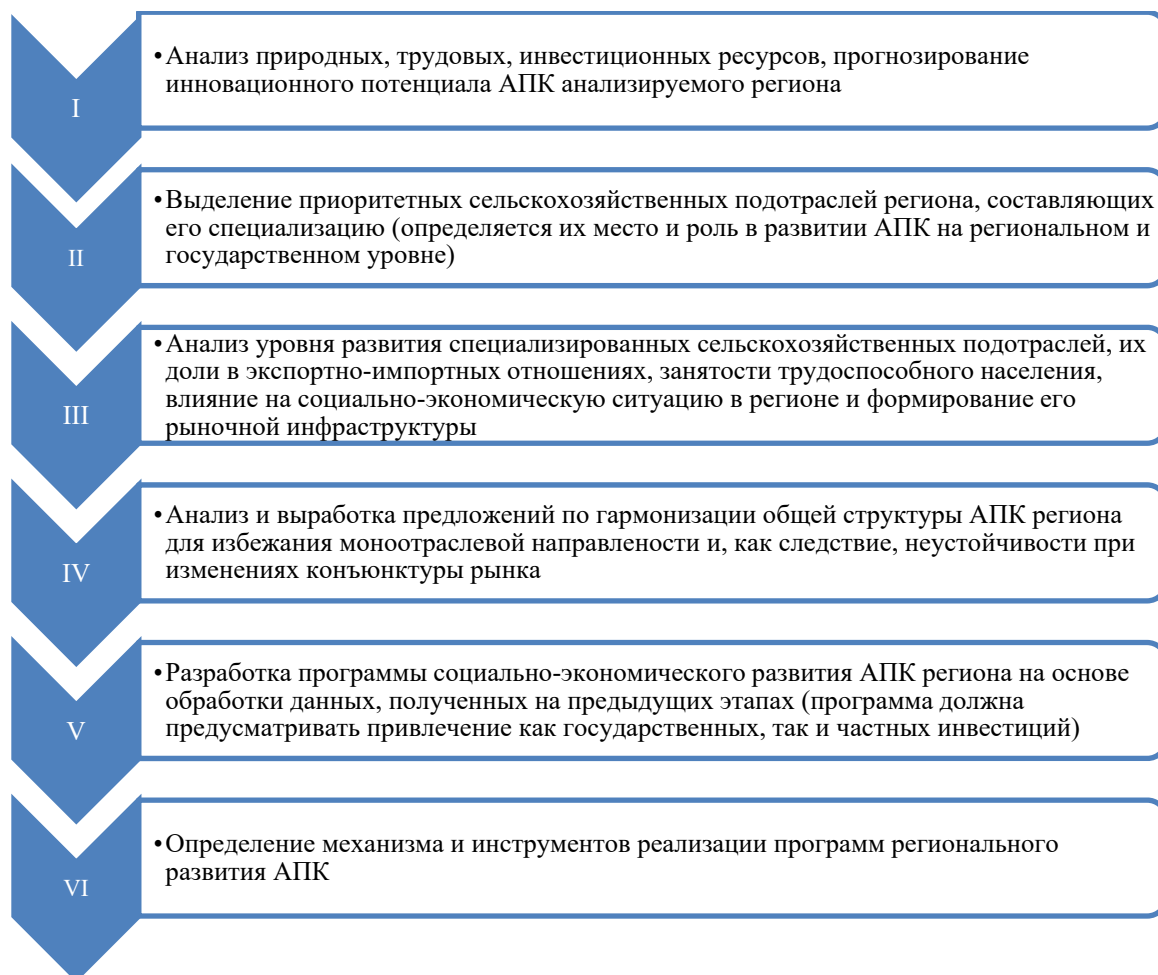 I
•Анализ природных, трудовых, инвестиционных ресурсов, прогнозирование
инновационного потенциала АПК анализируемого региона
II
•Выделение приоритетных сельскохозяйственных подотраслей региона, составляющих
его специализацию (определяется их место и роль в развитии АПК на региональном и
государственном уровне)
III
•Анализ уровня развития специализированных сельскохозяйственных подотраслей, их
доли в экспортно-импортных отношениях, занятости трудоспособного населения,
влияние на социально-экономическую ситуацию в регионе и формирование его
рыночной инфраструктуры
IV
•Анализ и выработка предложений по гармонизации общей структуры АПК региона
для избежания моноотраслевой направлености и, как следствие, неустойчивости при
изменениях конъюнктуры рынка
V
•Разработка программы социально-экономического развития АПК региона на основе
обработки данных, полученных на предыдущих этапах (программа должна
предусматривать привлечение как государственных, так и частных инвестиций)
VI
•Определение механизма и инструментов реализации программ регионального
развития АПК